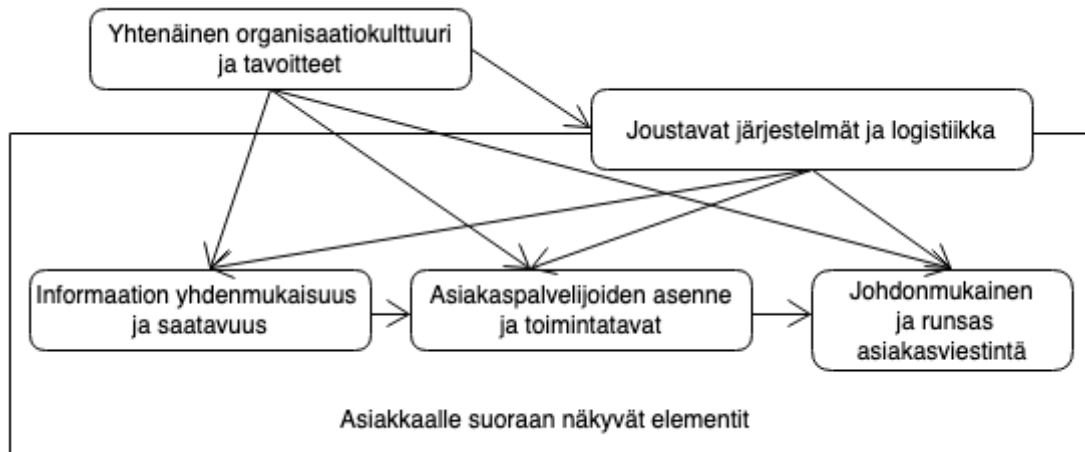 Yhtenäinen organisaatiokulttuuri
ja tavoitteet
Joustavat järjestelmät ja logistiikka
Informaation yhdenmukaisuus
ja saatavuus
Asiakaspalvelijoiden asenne
ja toimintatavat
Johdonmukainen
ja runsas
asiakasviestintä
Asiakkaalle suoraan näkyvät elementit